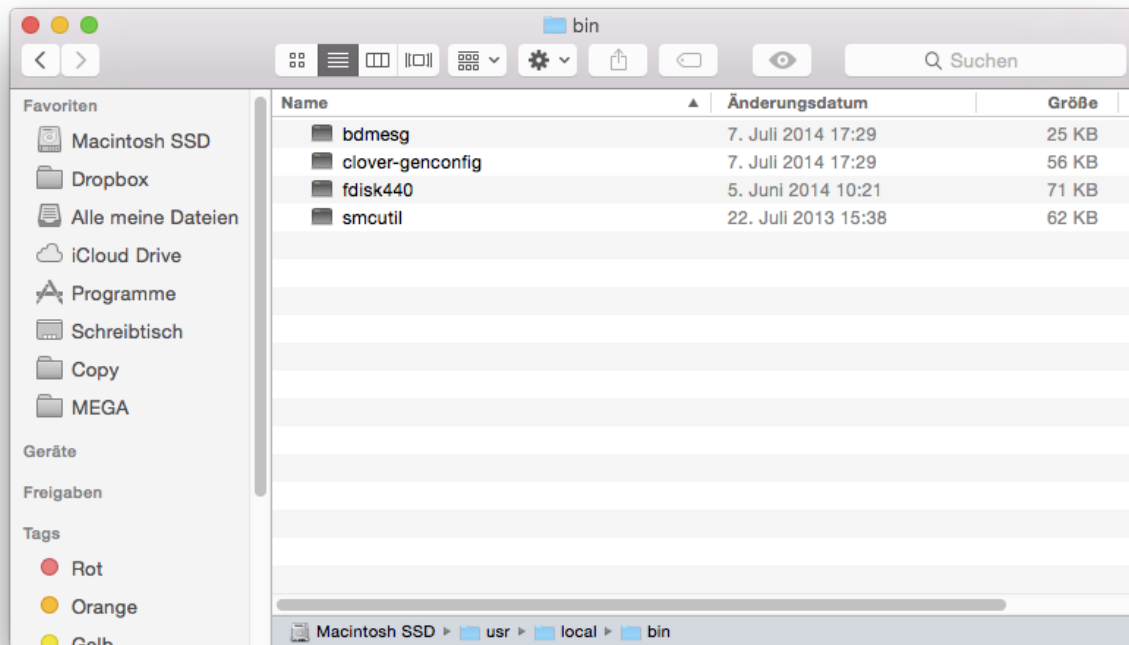 bin
Suchen
Favoriten
Macintosh SSD
Dropbox
Alle meine Dateien
iCloud Drive
Programme
Schreibtisch
Copy
MEGA
Geräte
Freigaben
Tags
Rot
Orange
Gelb
Name Änderungsdatum Größe
bdmesg 7. Juli 2014 17:29 25 KB
clover-genconfig 7. Juli 2014 17:29 56 KB
fdisk440 5. Juni 2014 10:21 71 KB
smcutil 22. Juli 2013 15:38 62 KB
Macintosh SSD usr local bin